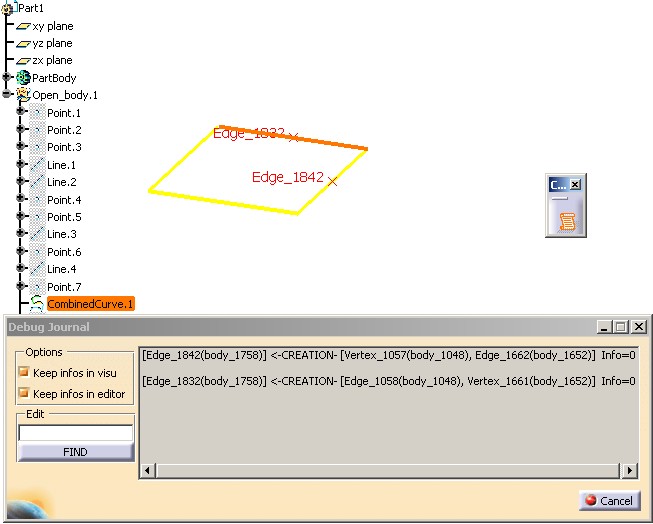 Part1
xy plane
yz plane
zx plane
PartBody
Open_body.1
Point.1
Point.2
Point.3
Line.1
Line.2
Point.4
Point.5
Line.3
Point.6
Line.4
Point.7
CombinedCurve.1
Edge_1832
Edge_1842
C...
Debug Journal
Options
Keep infos in visu
Keep infos in editor
Edit
FIND
[Edge_1842(body_1758)] <-CREATION- [Vertex_1057(body_1048), Edge_1662(body_1652)] Info=0
[Edge_1832(body_1758)] <-CREATION- [Edge_1058(body_1048), Vertex_1661(body_1652)] Info=0
Cancel